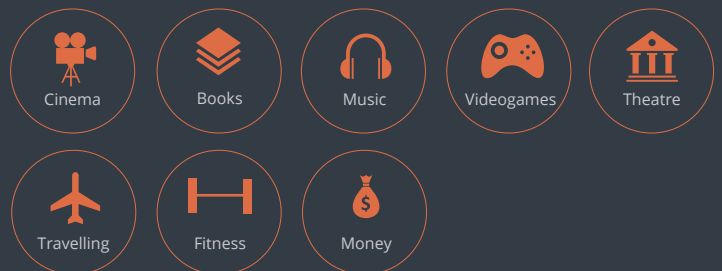 Cinema
Books
Music
Videogames
Theatre
Travelling
Fitness
$
Money